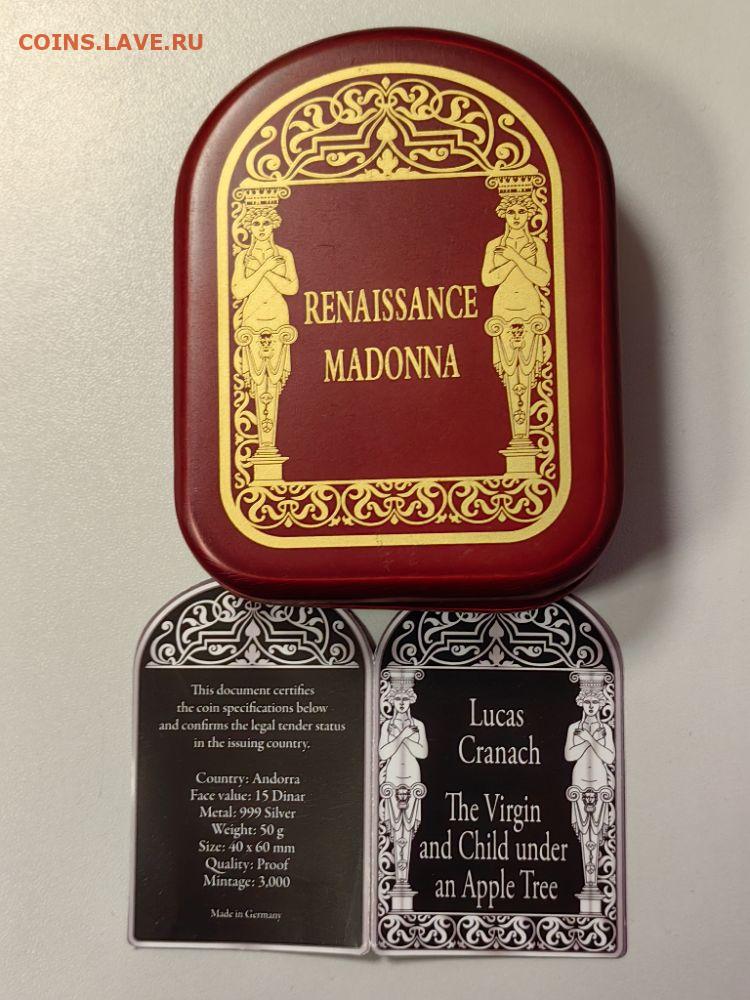 COINS.LAVE.RU
RENAISSANCE
MADONNA
This document certifies
the coin specifications below
and confirms the legal tender status
in the issuing country.
Country: Andorra
Face value: 15 Dinar
Metal: 999 Silver
Weight: 50 g
Size: 40 x 60 mm
Quality: Proof
Mintage: 3,000
Made in Germany
Lucas
Cranach
The Virgin
and Child under
an Apple Tree